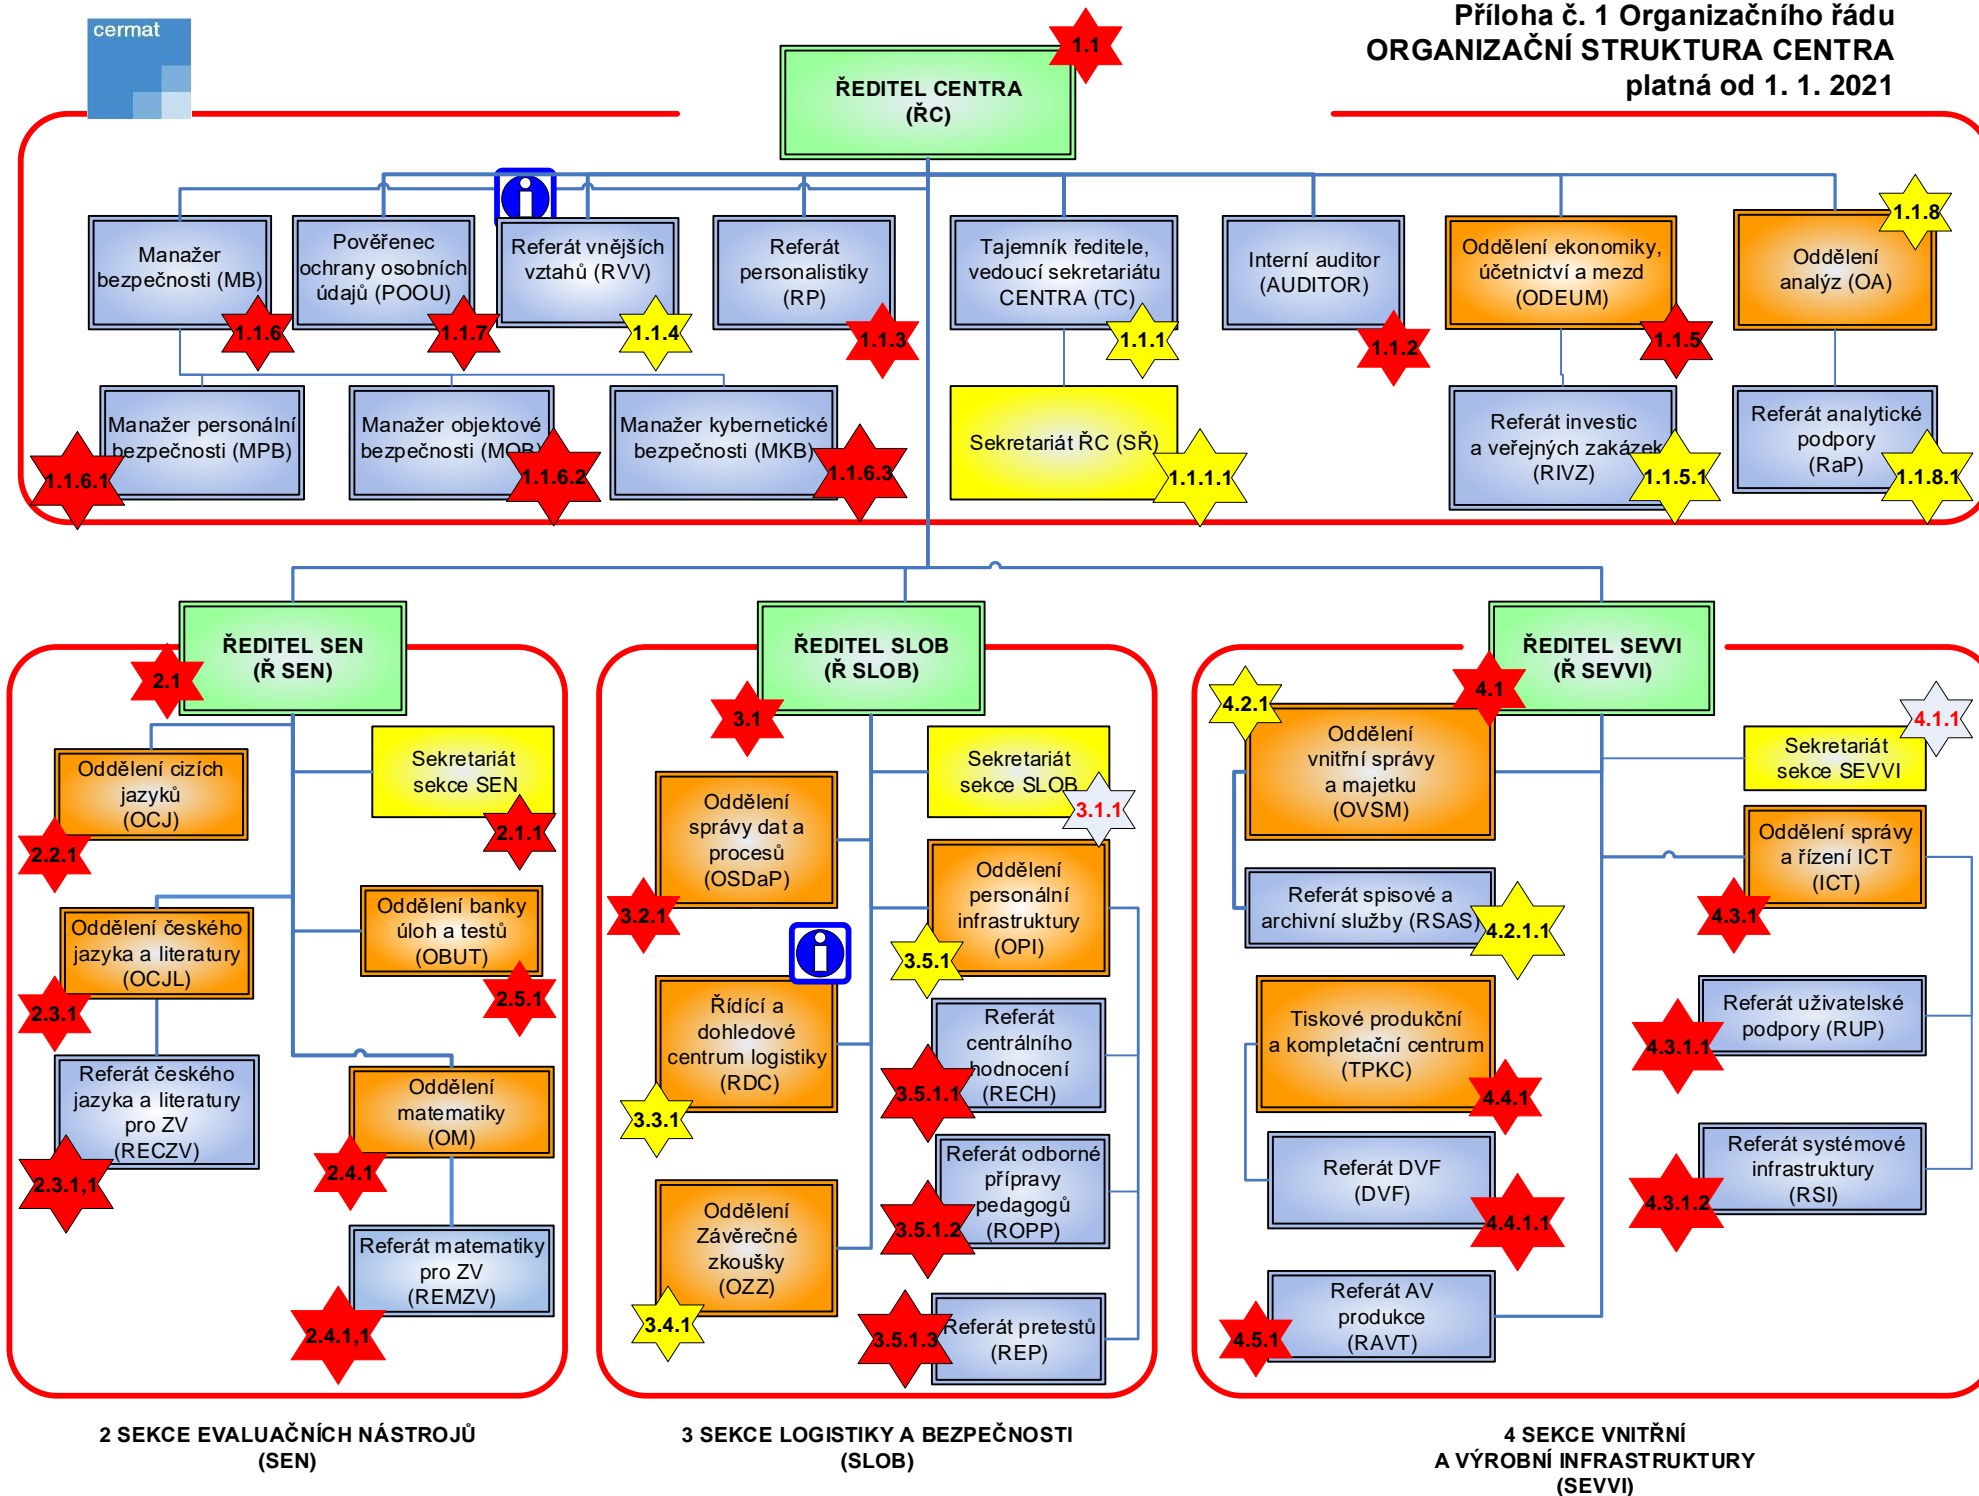 cermat
Příloha č. 1 Organizačního řádu
ORGANIZAČNÍ STRUKTURA CENTRA
platná od 1. 1. 2021
1.1
ŘEDITEL CENTRA
(ŘC)
Manažer
bezpečnosti (MB)
1.1.6
Pověřenec
ochrany osobních
údajů (POOU)
1.1.7
Referát vnějších
vztahů (RVV)
1.1.4
Referát
personalistiky
(RP)
1.1.3
Tajemník ředitele,
vedoucí sekretariátu
CENTRA (TC)
1.1.1
Interní auditor
(AUDITOR)
1.1.2
Oddělení ekonomiky,
účetnictví a mezd
(ODEUM)
1.1.5
Oddělení
analýz (OA)
1.1.8
Manažer personální
bezpečnosti (MPB)
1.1.6.1
Manažer objektové
bezpečnosti (MOB)
1.1.6.2
Manažer kybernetické
bezpečnosti (MKB)
1.1.6.3
Sekretariát ŘC (SŘ)
1.1.1.1
Referát investic
a veřejných zakázek
(RIVZ)
1.1.5.1
Referát analytické
podpory
(RaP)
1.1.8.1
ŘEDITEL SEN
(Ř SEN)
2.1
Oddělení cizích
jazyků
(OCJ)
2.2.1
Sekretariát
sekce SEN
2.1.1
Oddělení českého
jazyka a literatury
(OCJL)
2.3.1
Oddělení banky
úloh a testů
(OBUT)
2.5.1
Referát českého
jazyka a literatury
pro ZV
(RECZV)
2.3.1,1
Oddělení
matematiky
(OM)
2.4.1
Referát matematiky
pro ZV
(REMZV)
2.4.1,1
2 SEKCE EVALUAČNÍCH NÁSTROJŮ
(SEN)
ŘEDITEL SLOB
(Ř SLOB)
3.1
Oddělení
správy dat a
procesů
(OSDaP)
3.2.1
Sekretariát
sekce SLOB
3.1.1
Oddělení
personální
infrastruktury
(OPI)
3.5.1
Řídící a
dohledové
centrum logistiky
(RDC)
3.3.1
Referát
centrálního
hodnocení
(RECH)
3.5.1.1
Referát odborné
přípravy
pedagogů
(ROPP)
3.5.1.2
Oddělení
Závěrečné
zkoušky
(OZZ)
3.4.1
Referát pretestů
(REP)
3.5.1.3
3 SEKCE LOGISTIKY A BEZPEČNOSTI
(SLOB)
ŘEDITEL SEVVI
(Ř SEVVI)
4.1
4.2.1
Oddělení
vnitřní správy
a majetku
(OVSM)
Sekretariát
sekce SEVVI
4.1.1
Oddělení správy
a řízení ICT
(ICT)
4.3.1
Referát spisové a
archivní služby (RSAS)
4.2.1.1
Tiskové produkční
a kompletační centrum
(TPKC)
4.4.1
Referát uživatelské
podpory (RUP)
4.3.1.1
Referát DVF
(DVF)
4.4.1.1
Referát systémové
infrastruktury
(RSI)
4.3.1.2
Referát AV
produkce
(RAVT)
4.5.1
4 SEKCE VNITŘNÍ
A VÝROBNÍ INFRASTRUKTURY
(SEVVI)